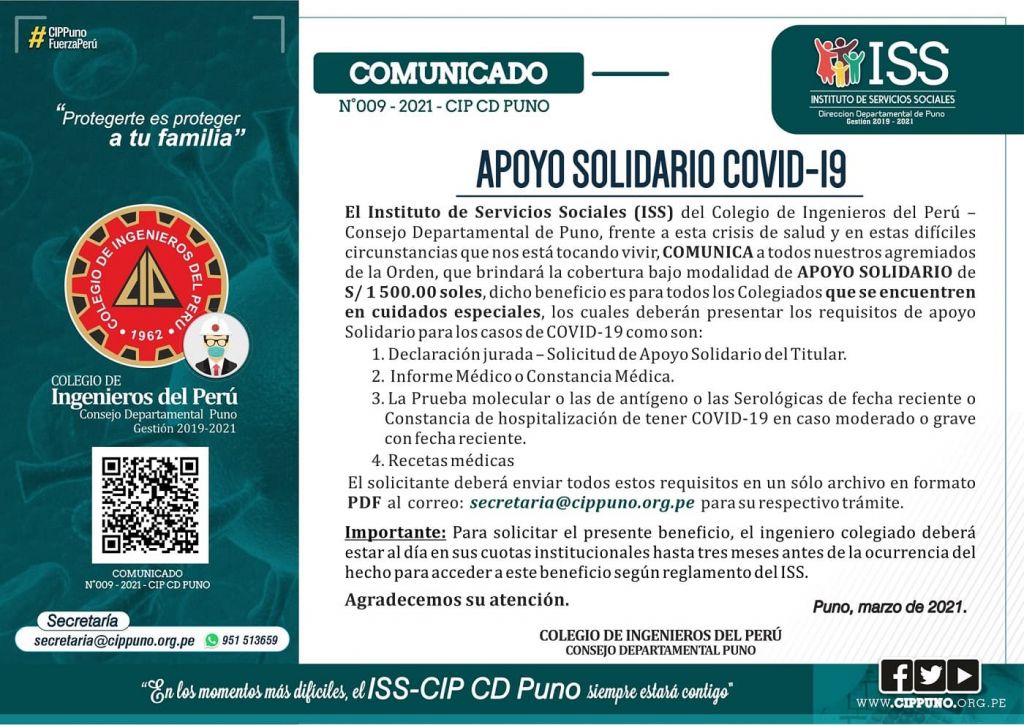 #CIPPuno
FuerzaPerú
"Protegerte es proteger
a tu familia"
COLEGIO DE INGENIEROS DEL PERU
CIP
• 1962 •
COLEGIO DE
Ingenieros del Perú
Consejo Departamental Puno
Gestión 2019-2021
COMUNICADO
N°009 - 2021 - CIP CD PUNO
Secretaría
secretaria@cippuno.org.pe 951 513659
COMUNICADO
N°009 - 2021 - CIP CD PUNO
ISS
INSTITUTO DE SERVICIOS SOCIALES
Direccion Departamental de Puno
Gestión 2019 - 2021
APOYO SOLIDARIO COVID-19
El Instituto de Servicios Sociales (ISS) del Colegio de Ingenieros del Perú –
Consejo Departamental de Puno, frente a esta crisis de salud y en estas difíciles
circunstancias que nos está tocando vivir, COMUNICA a todos nuestros agremiados
de la Orden, que brindará la cobertura bajo modalidad de APOYO SOLIDARIO de
S/ 1 500.00 soles, dicho beneficio es para todos los Colegiados que se encuentren
en cuidados especiales, los cuales deberán presentar los requisitos de apoyo
Solidario para los casos de COVID-19 como son:
1. Declaración jurada – Solicitud de Apoyo Solidario del Titular.
2. Informe Médico o Constancia Médica.
3. La Prueba molecular o las de antígeno o las Serológicas de fecha reciente o
Constancia de hospitalización de tener COVID-19 en caso moderado o grave
con fecha reciente.
4. Recetas médicas
El solicitante deberá enviar todos estos requisitos en un sólo archivo en formato
PDF al correo: secretaria@cippuno.org.pe para su respectivo trámite.
Importante: Para solicitar el presente beneficio, el ingeniero colegiado deberá
estar al día en sus cuotas institucionales hasta tres meses antes de la ocurrencia del
hecho para acceder a este beneficio según reglamento del ISS.
Agradecemos su atención.
Puno, marzo de 2021.
COLEGIO DE INGENIEROS DEL PERÚ
CONSEJO DEPARTAMENTAL PUNO
"En los momentos más difíciles, el ISS-CIP CD Puno siempre estará contigo"
WWW.CIPPUNO.ORG.PE